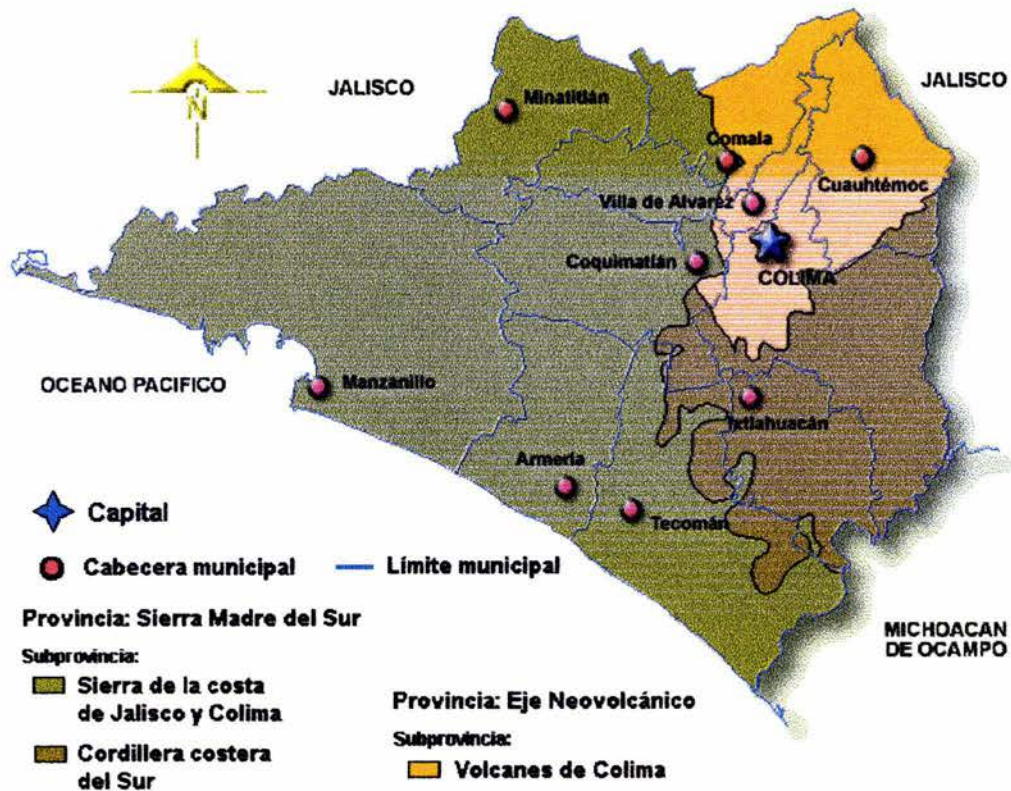 N
JALISCO
JALISCO
Minatitlán
Comala
Cuauhtémoc
Villa de Alvarez
Coquimatlán
COLIMA
OCEANO PACIFICO
Manzanillo
Ixtlahuacán
Armería
Tecomán
Capital
Cabecera municipal
Límite municipal
Provincia: Sierra Madre del Sur
Subprovincia:
Sierra de la costa
de Jalisco y Colima
Cordillera costera
del Sur
MICHOACAN
DE OCAMPO
Provincia: Eje Neovolcánico
Subprovincia:
Volcanes de Colima